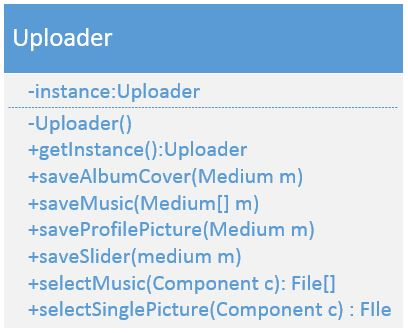 Uploader
-instance:Uploader
-Uploader()
+getInstance():Uploader
+saveAlbumCover(Medium m)
+saveMusic(Medium[] m)
+saveProfilePicture(Medium m)
+saveSlider(medium m)
+selectMusic(Component c): File[]
+selectSinglePicture(Component c) : FIle